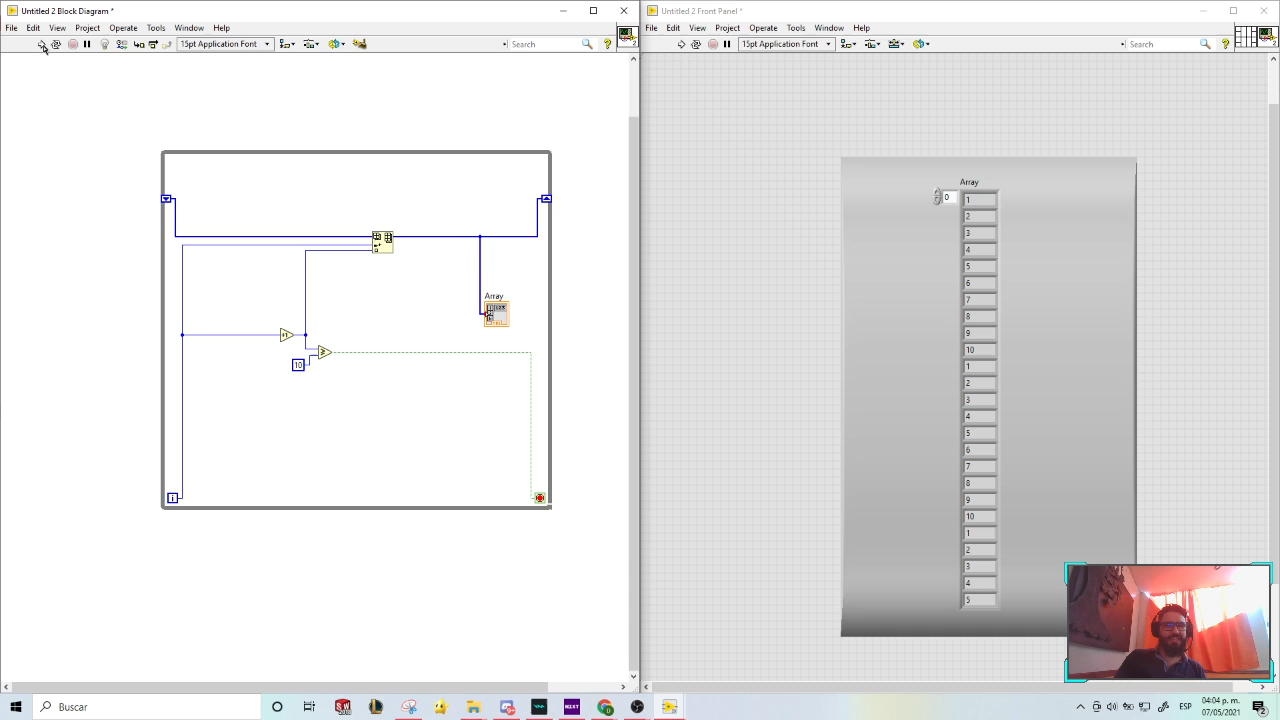 Untitled 2 Block Diagram *
File Edit View Project Operate Tools Window Help
15pt Application Font
Search
?
Array
+1
10
i
Untitled 2 Front Panel *
File Edit View Project Operate Tools Window Help
15pt Application Font
Search
?
Array
0
1
2
3
4
5
6
7
8
9
10
1
2
3
4
5
6
7
8
9
10
1
2
3
4
5
Buscar
ESP
04:04 p. m.
07/05/2021
2